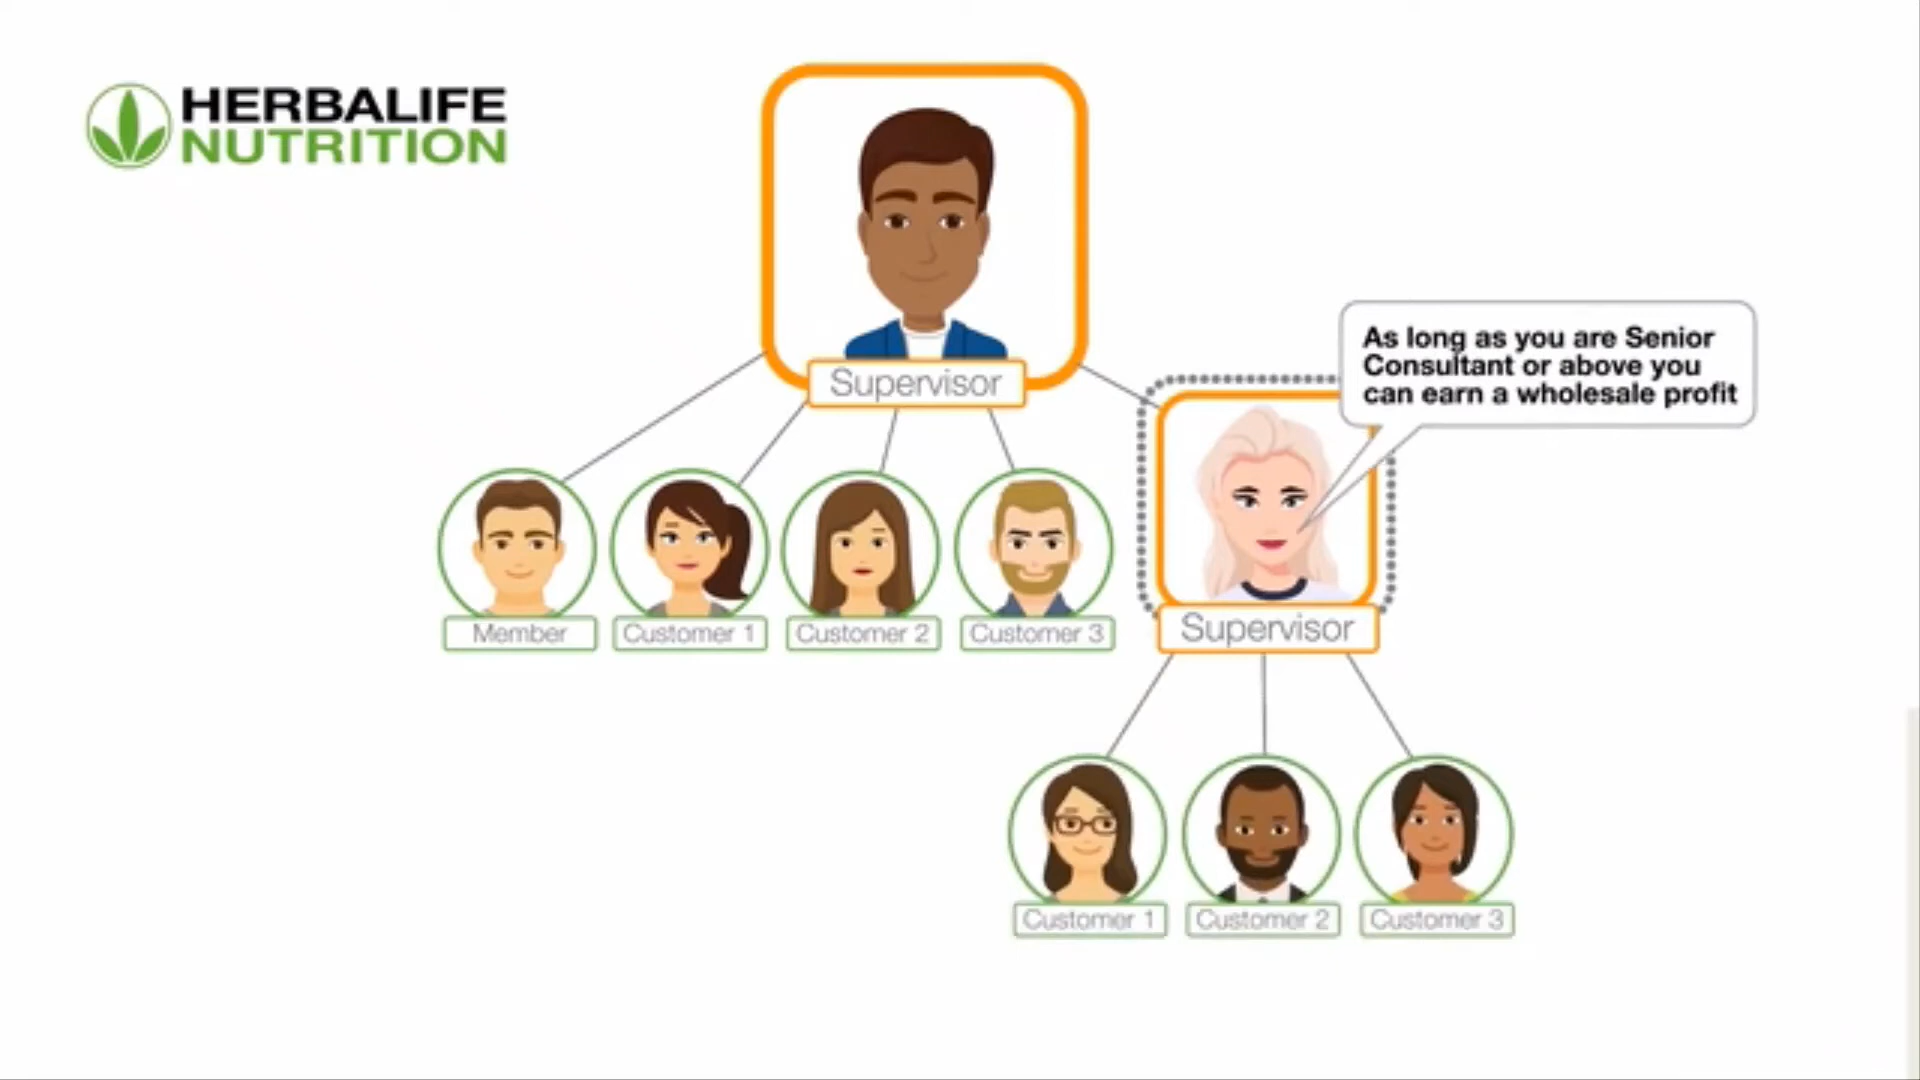 HERBALIFE
NUTRITION
Supervisor
As long as you are Senior
Consultant or above you
can earn a wholesale profit
Member
Customer 1
Customer 2
Customer 3
Supervisor
Customer 1
Customer 2
Customer 3